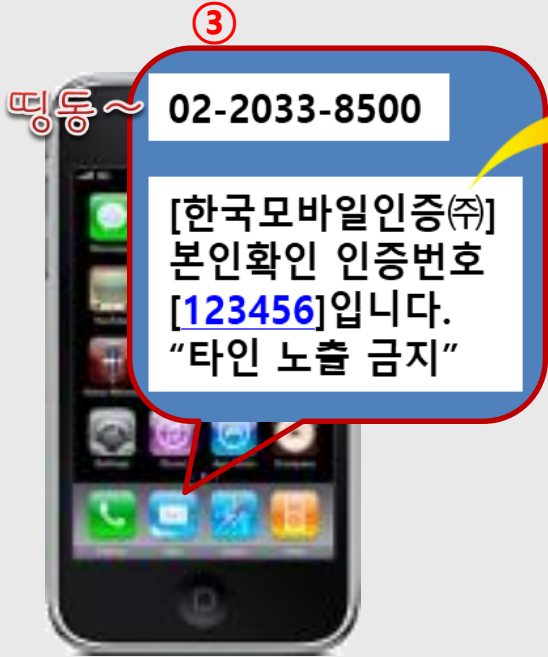 ③
띵동~
02-2033-8500
[한국모바일인증㈜]
본인확인 인증번호
[123456]입니다.
“타인 노출 금지”